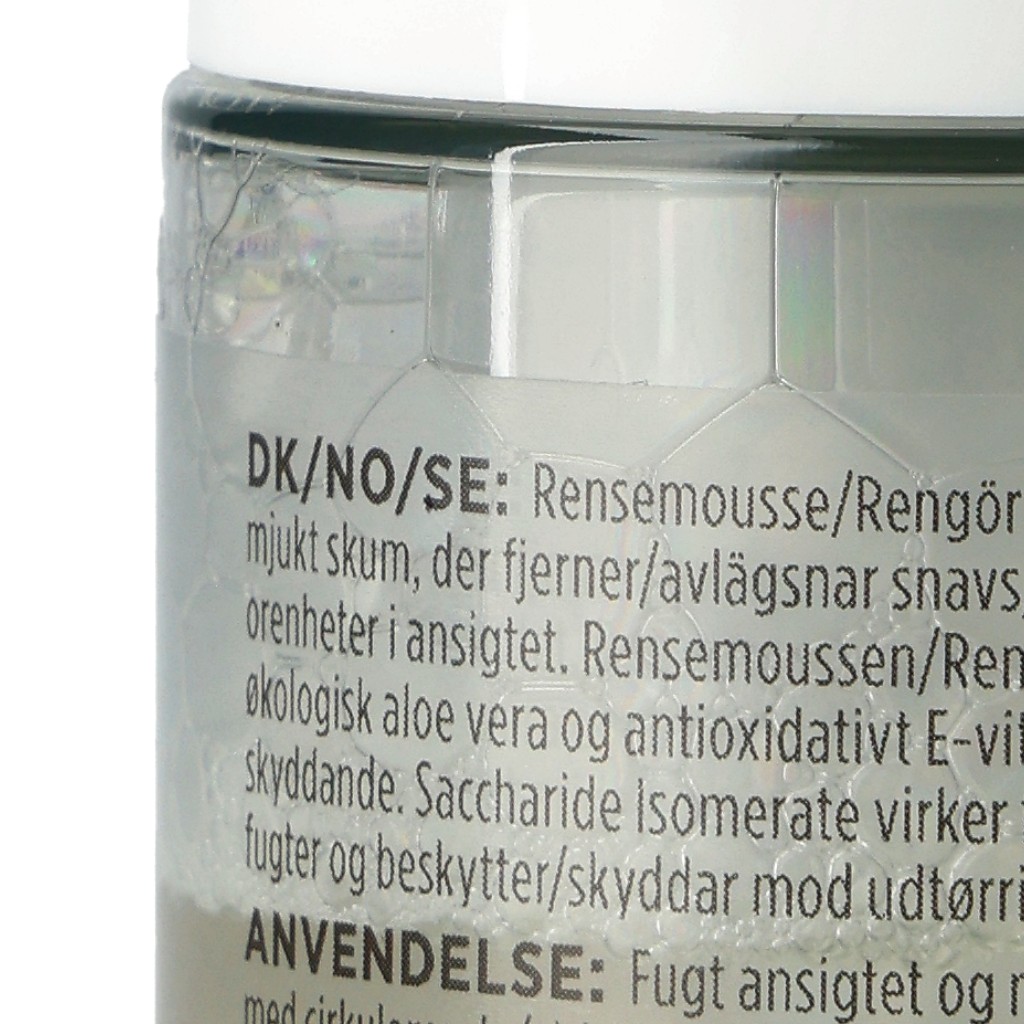 DK/NO/SE: Rensemousse/Rengör
mjukt skum, der fjerner/avlägsnar snavs
orenheter i ansigtet. Rensemoussen/Ren
økologisk aloe vera og antioxidativt E-vit
skyddande. Saccharide Isomerate virker
fugter og beskytter/skyddar mod udtørri
ANVENDELSE: Fugt ansigtet og